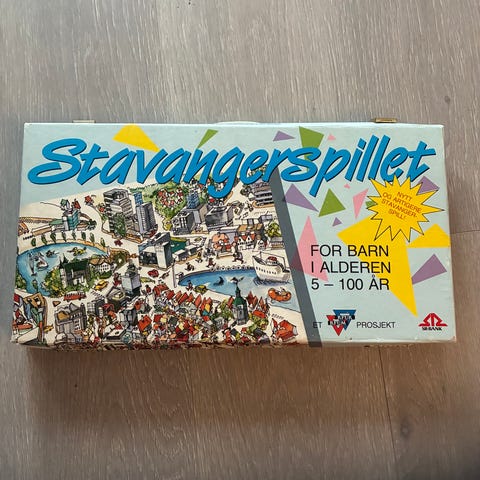 Stavangerspillet
NYTT
OG ARTIGERE
STAVANGER-
SPILL!
FOR BARN
I ALDEREN
5 – 100 ÅR
ET
PROSJEKT
SR-BANK